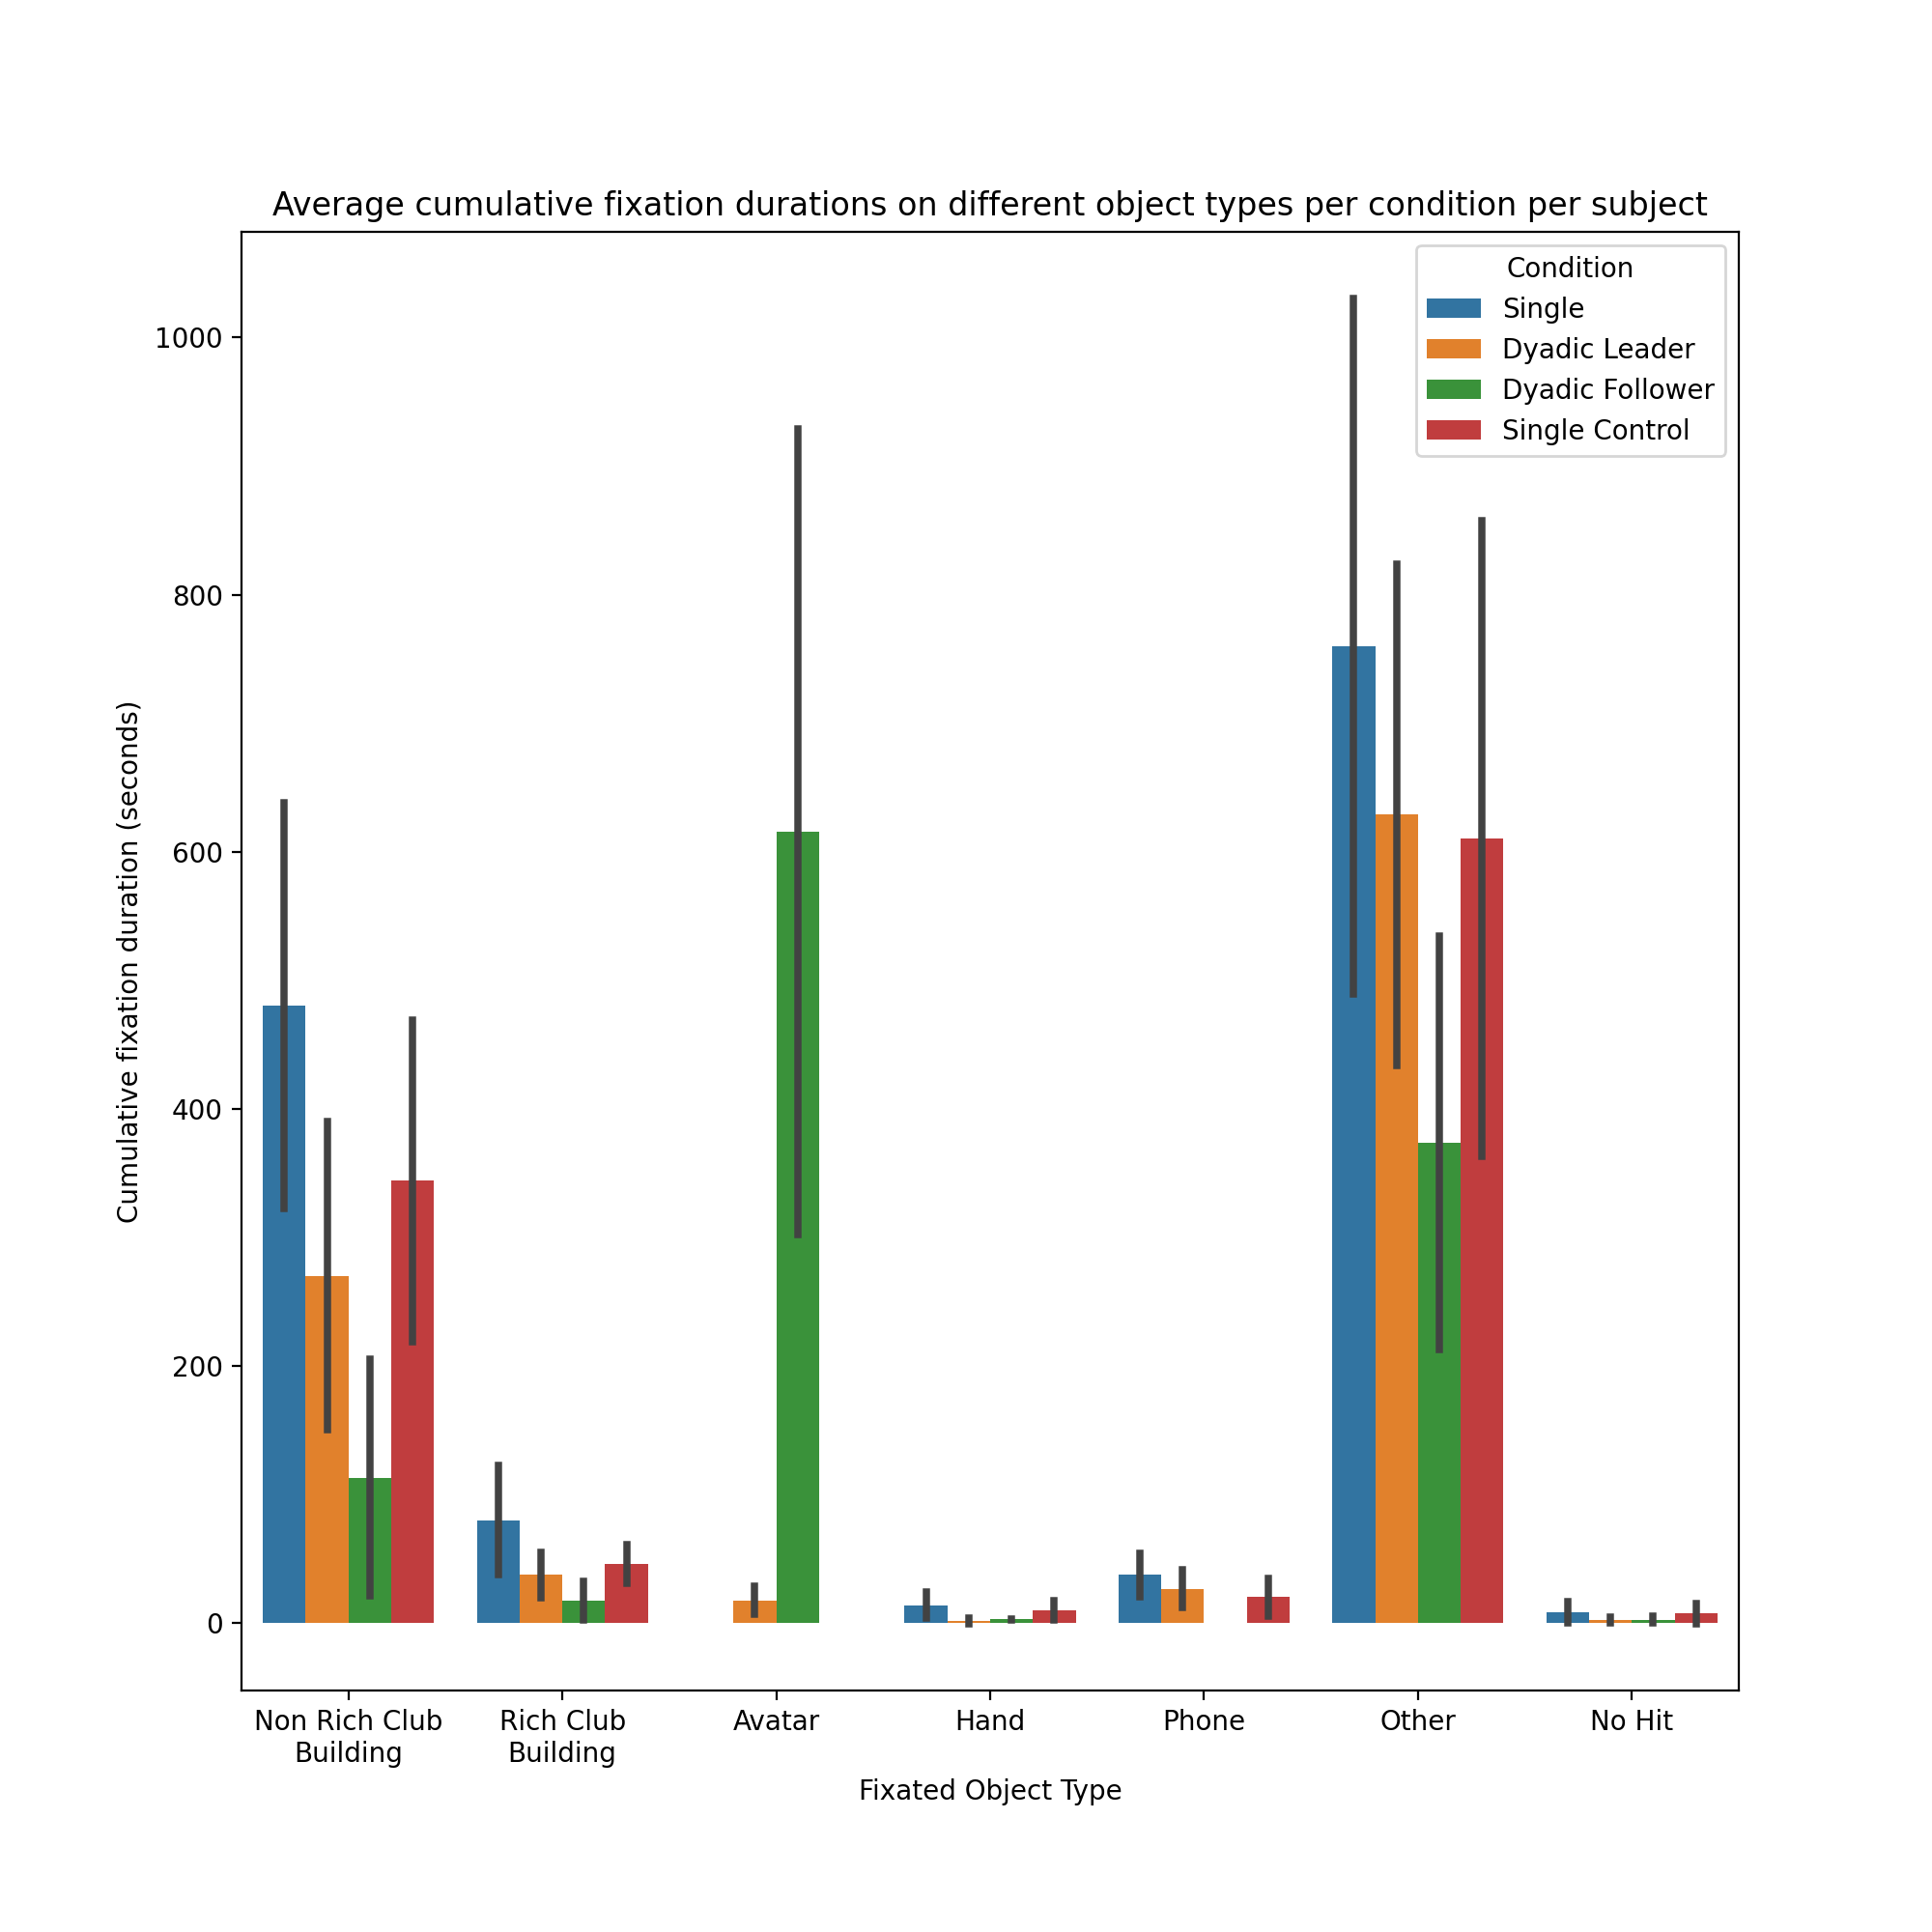 Average cumulative fixation durations on different object types per condition per subject
Condition
Single
Dyadic Leader
Dyadic Follower
Single Control
Cumulative fixation duration (seconds)
1000
800
600
400
200
0
Non Rich Club
Building
Rich Club
Building
Avatar
Hand
Phone
Other
No Hit
Fixated Object Type